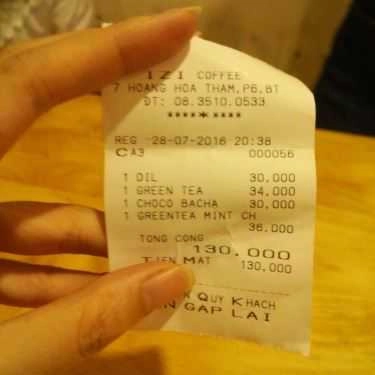 IZI COFFEE
7 HOANG HOA THAM,P6,B1
DT: 08.3510.0533
*********
REG 28-07-2016 20:38
CA3 000056
1 DIL 30,000
1 GREEN TEA 34,000
1 CHOCO BACHA 30,000
1 GREENTEA MINT CH
36,000
TONG CONG
130.000
TIEN MAT 130,000
QUY KHACH
GAP LAI